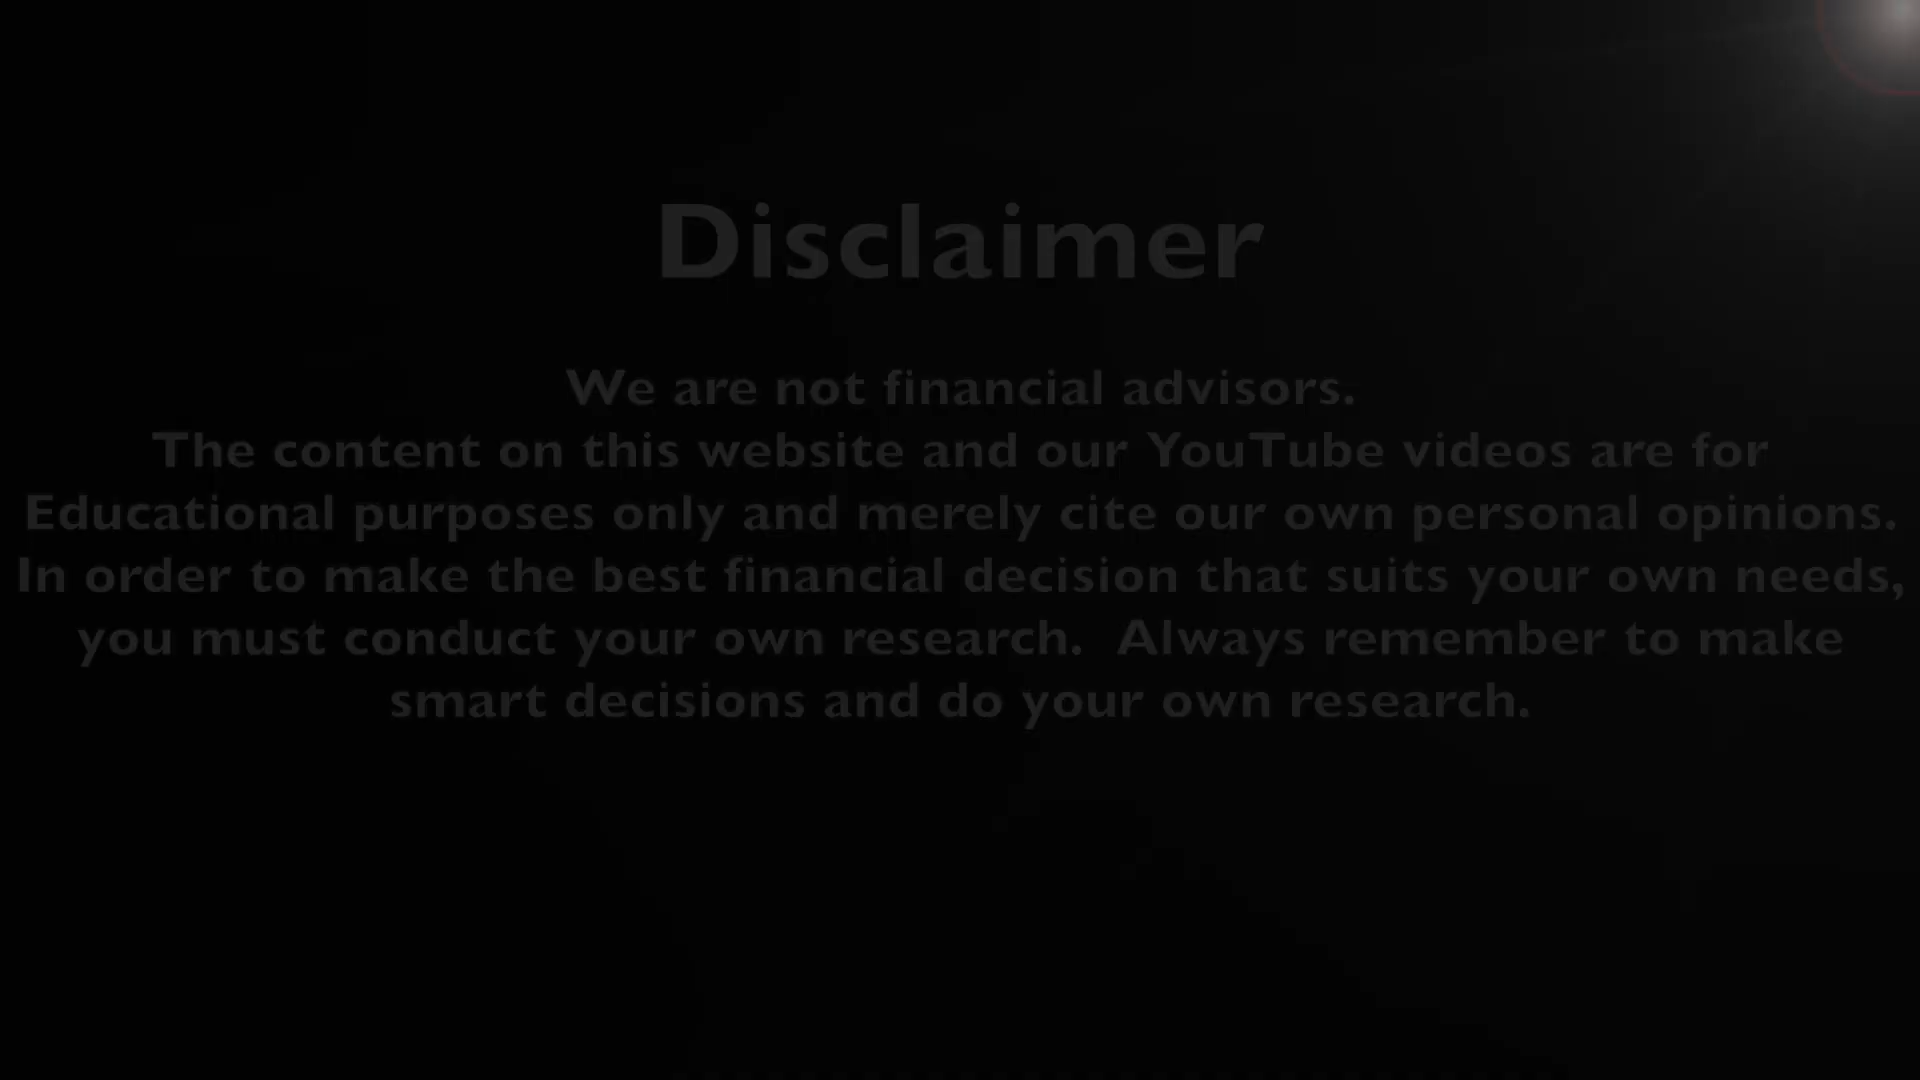 Disclaimer
We are not financial advisors.
The content on this website and our YouTube videos are for
Educational purposes only and merely cite our own personal opinions.
In order to make the best financial decision that suits your own needs,
you must conduct your own research.  Always remember to make
smart decisions and do your own research.